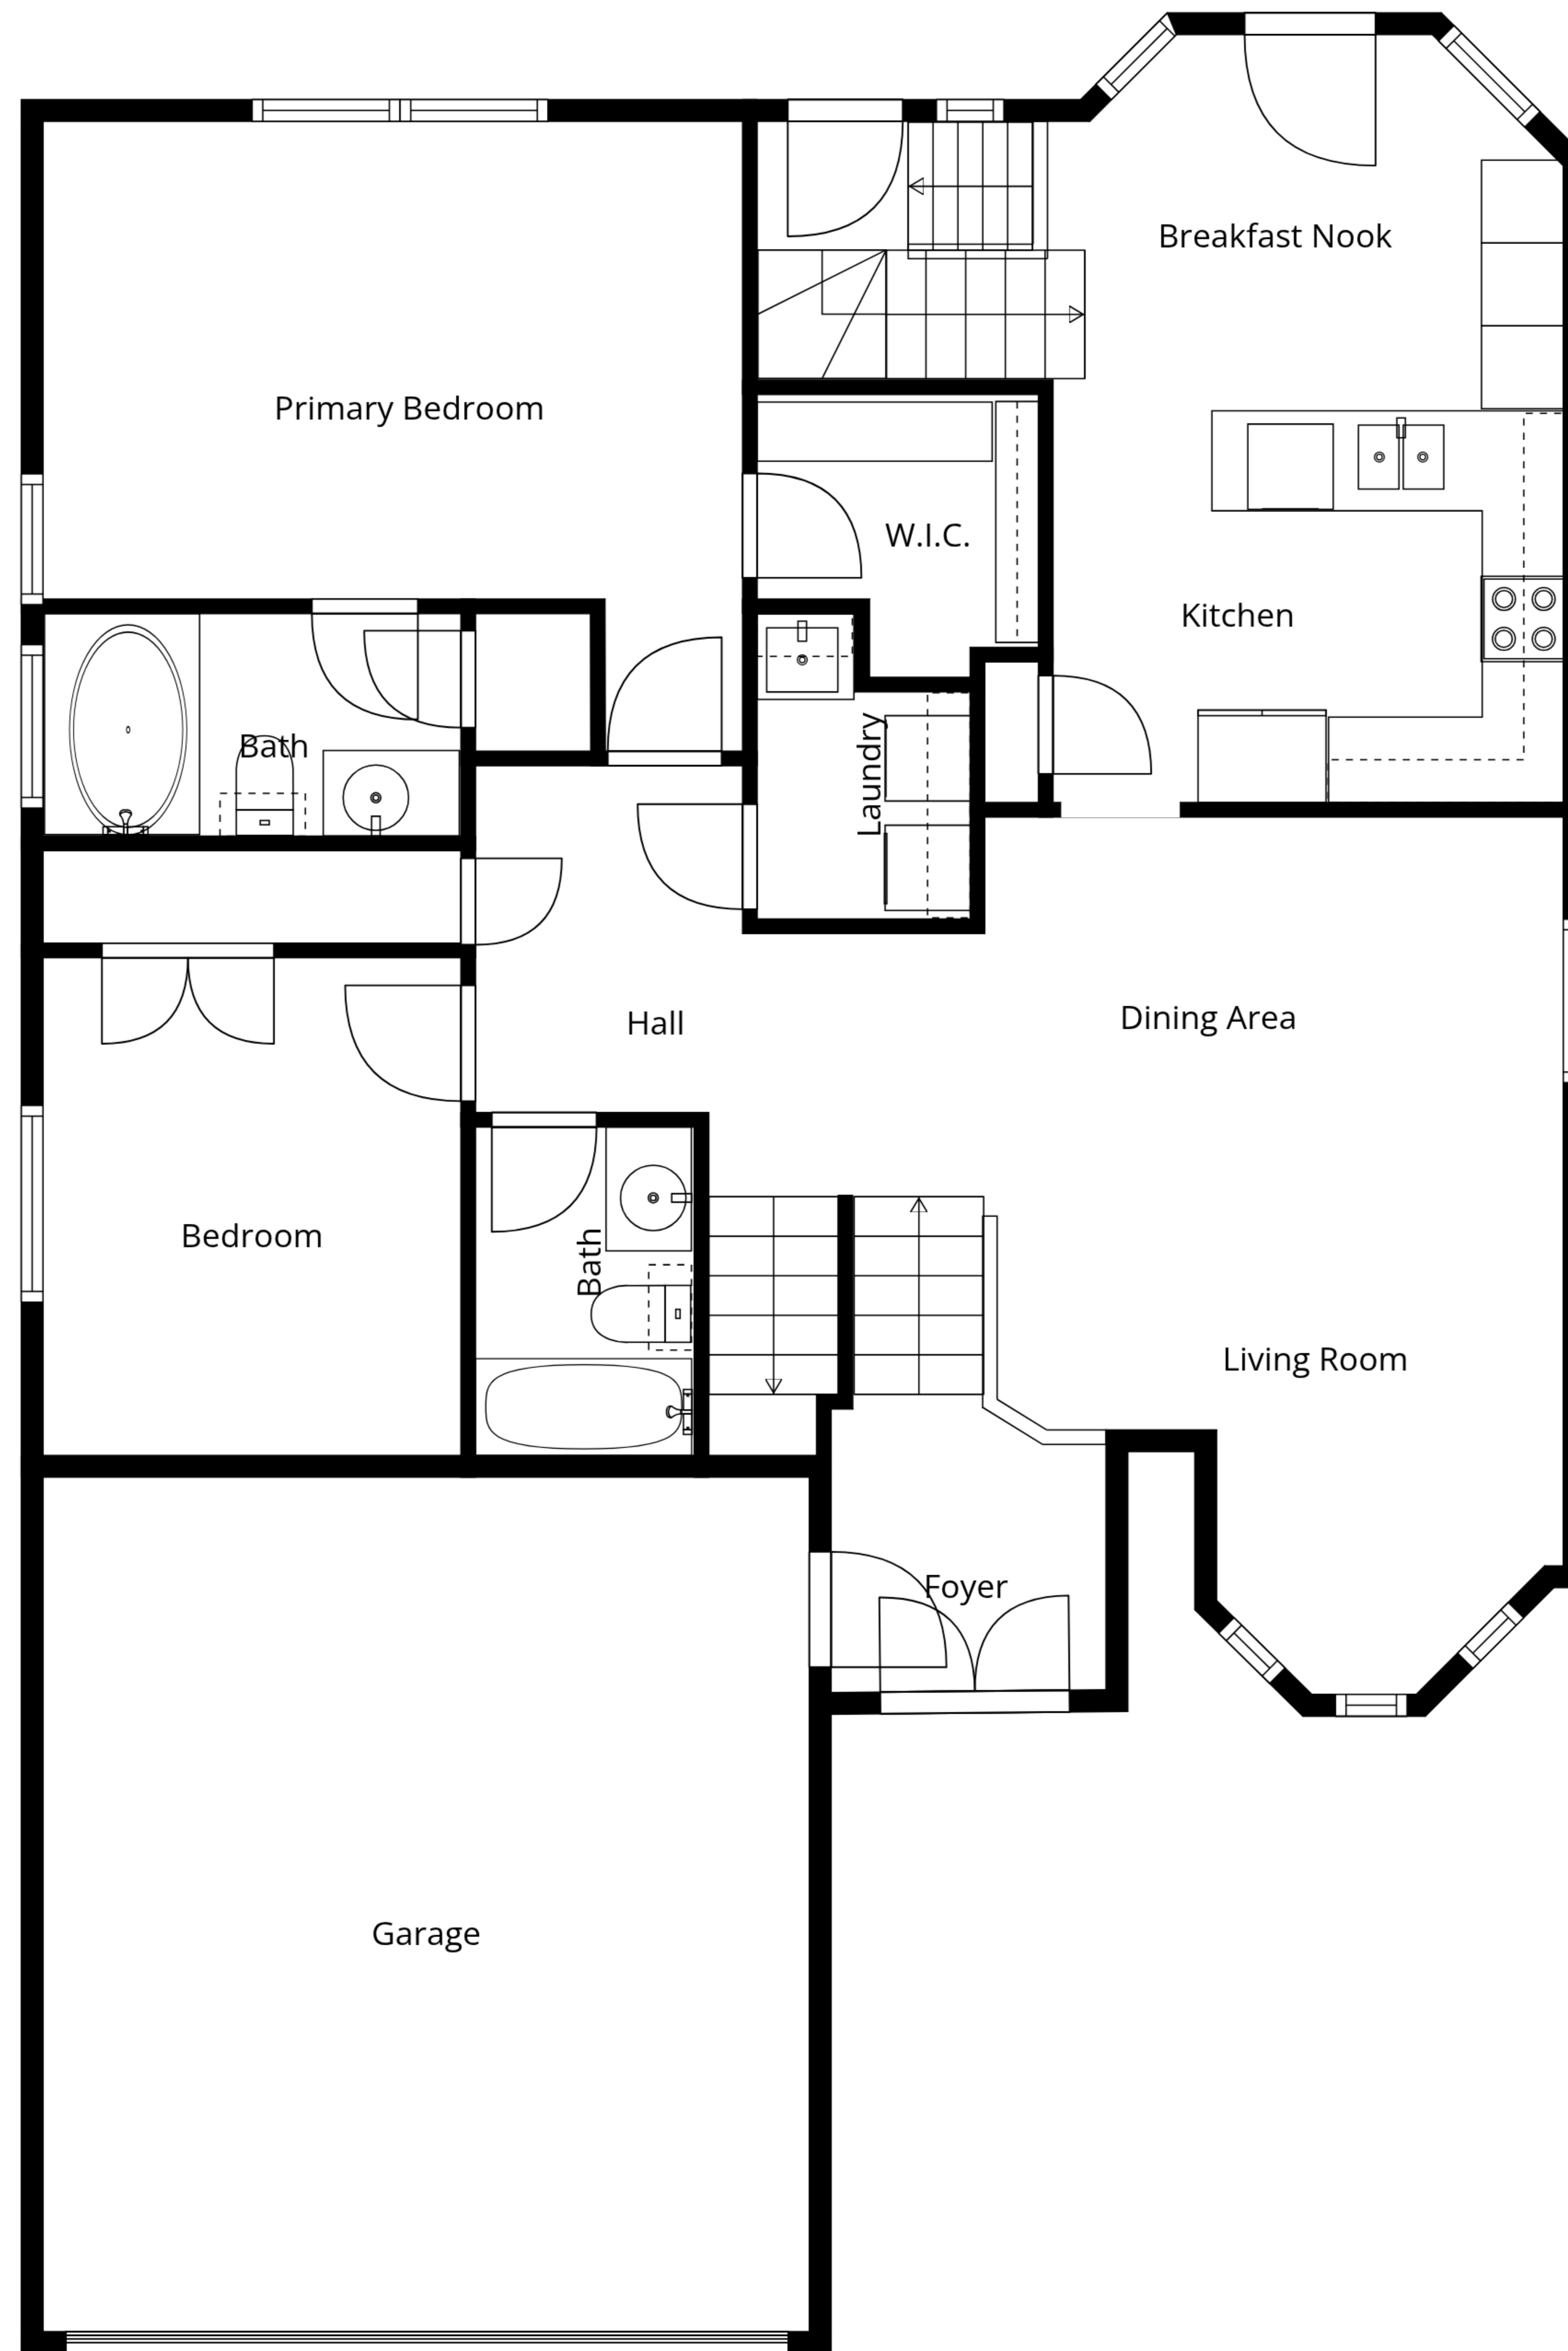 Breakfast Nook
Primary Bedroom
W.I.C.
Kitchen
Bath
Laundry
Hall
Dining Area
Bedroom
Bath
Living Room
Foyer
Garage